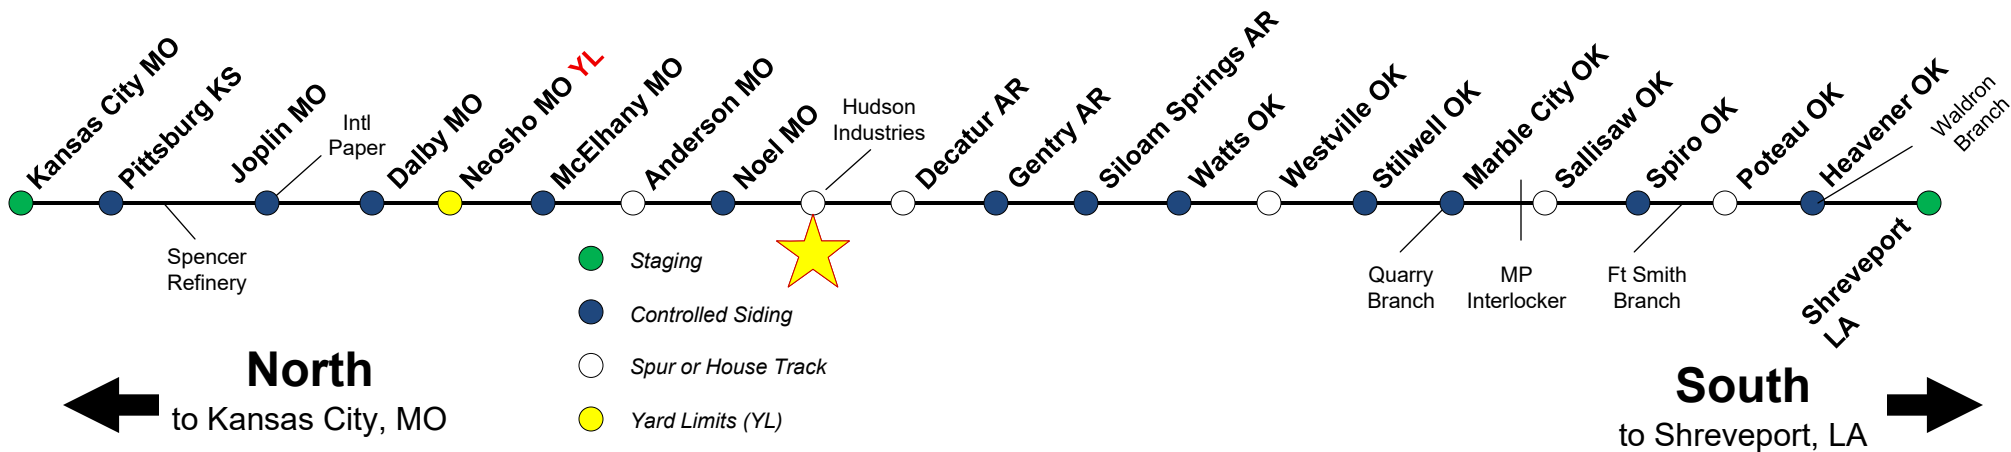 Kansas City MO
Pittsburg KS
Joplin MO
Intl
Paper
Dalby MO
Neosho MO YL
McElhany MO
Anderson MO
Noel MO
Hudson
Industries
Decatur AR
Gentry AR
Siloam Springs AR
Watts OK
Westville OK
Stilwell OK
Marble City OK
Sallisaw OK
Spiro OK
Poteau OK
Heavener OK
Waldron
Branch
Spencer
Refinery
Quarry
Branch
MP
Interlocker
Ft Smith
Branch
Shreveport
LA
Staging
Controlled Siding
Spur or House Track
Yard Limits (YL)
North
to Kansas City, MO
South
to Shreveport, LA